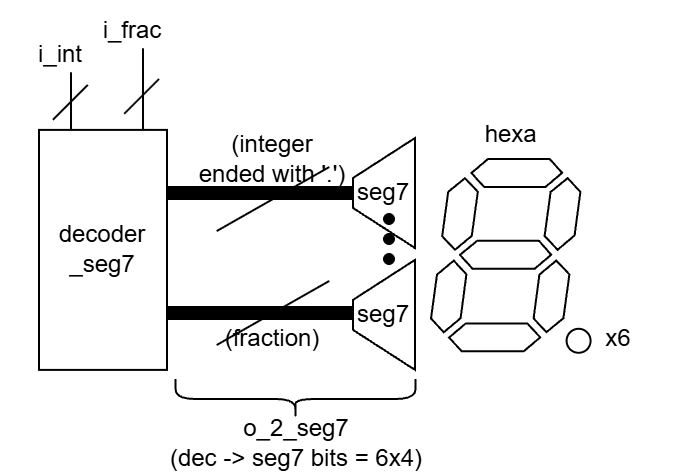 i_frac
i_int
(integer
ended with '.')
hexa
seg7
decoder
_seg7
seg7
(fraction)
x6
o_2_seg7
(dec -> seg7 bits = 6x4)